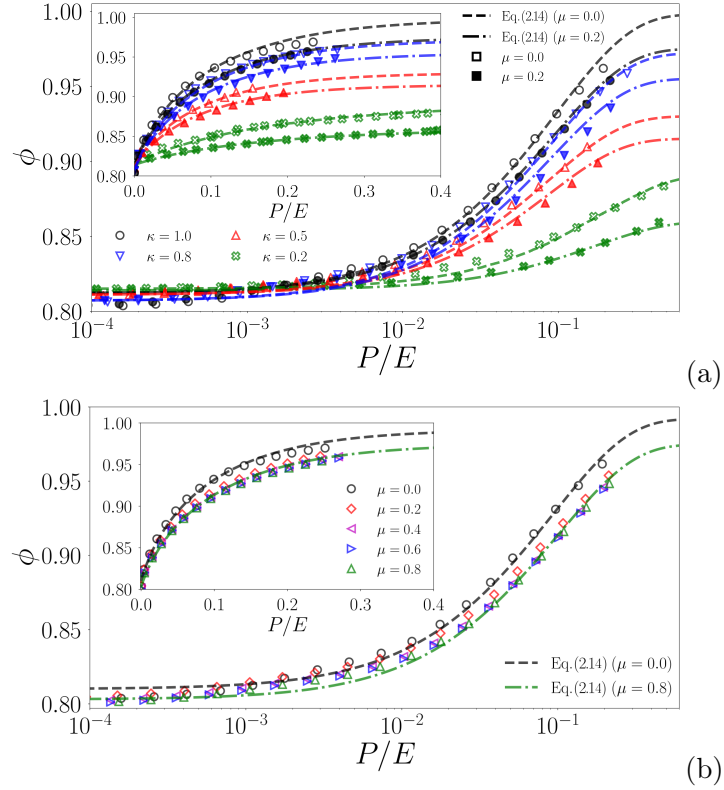 1.00
0.95
0.90
0.85
0.80
ϕ
10⁻⁴
10⁻³
10⁻²
10⁻¹
P/E
1.00
0.95
0.90
0.85
0.80
0.0
0.1
0.2
0.3
0.4
P/E
Eq.(2.14) (μ = 0.0)
Eq.(2.14) (μ = 0.2)
μ = 0.0
μ = 0.2
κ = 1.0
κ = 0.8
κ = 0.5
κ = 0.2
(a)
1.00
0.95
0.90
0.85
0.80
ϕ
10⁻⁴
10⁻³
10⁻²
10⁻¹
P/E
1.00
0.95
0.90
0.85
0.80
0.0
0.1
0.2
0.3
0.4
P/E
μ = 0.0
μ = 0.2
μ = 0.4
μ = 0.6
μ = 0.8
Eq.(2.14) (μ = 0.0)
Eq.(2.14) (μ = 0.8)
(b)